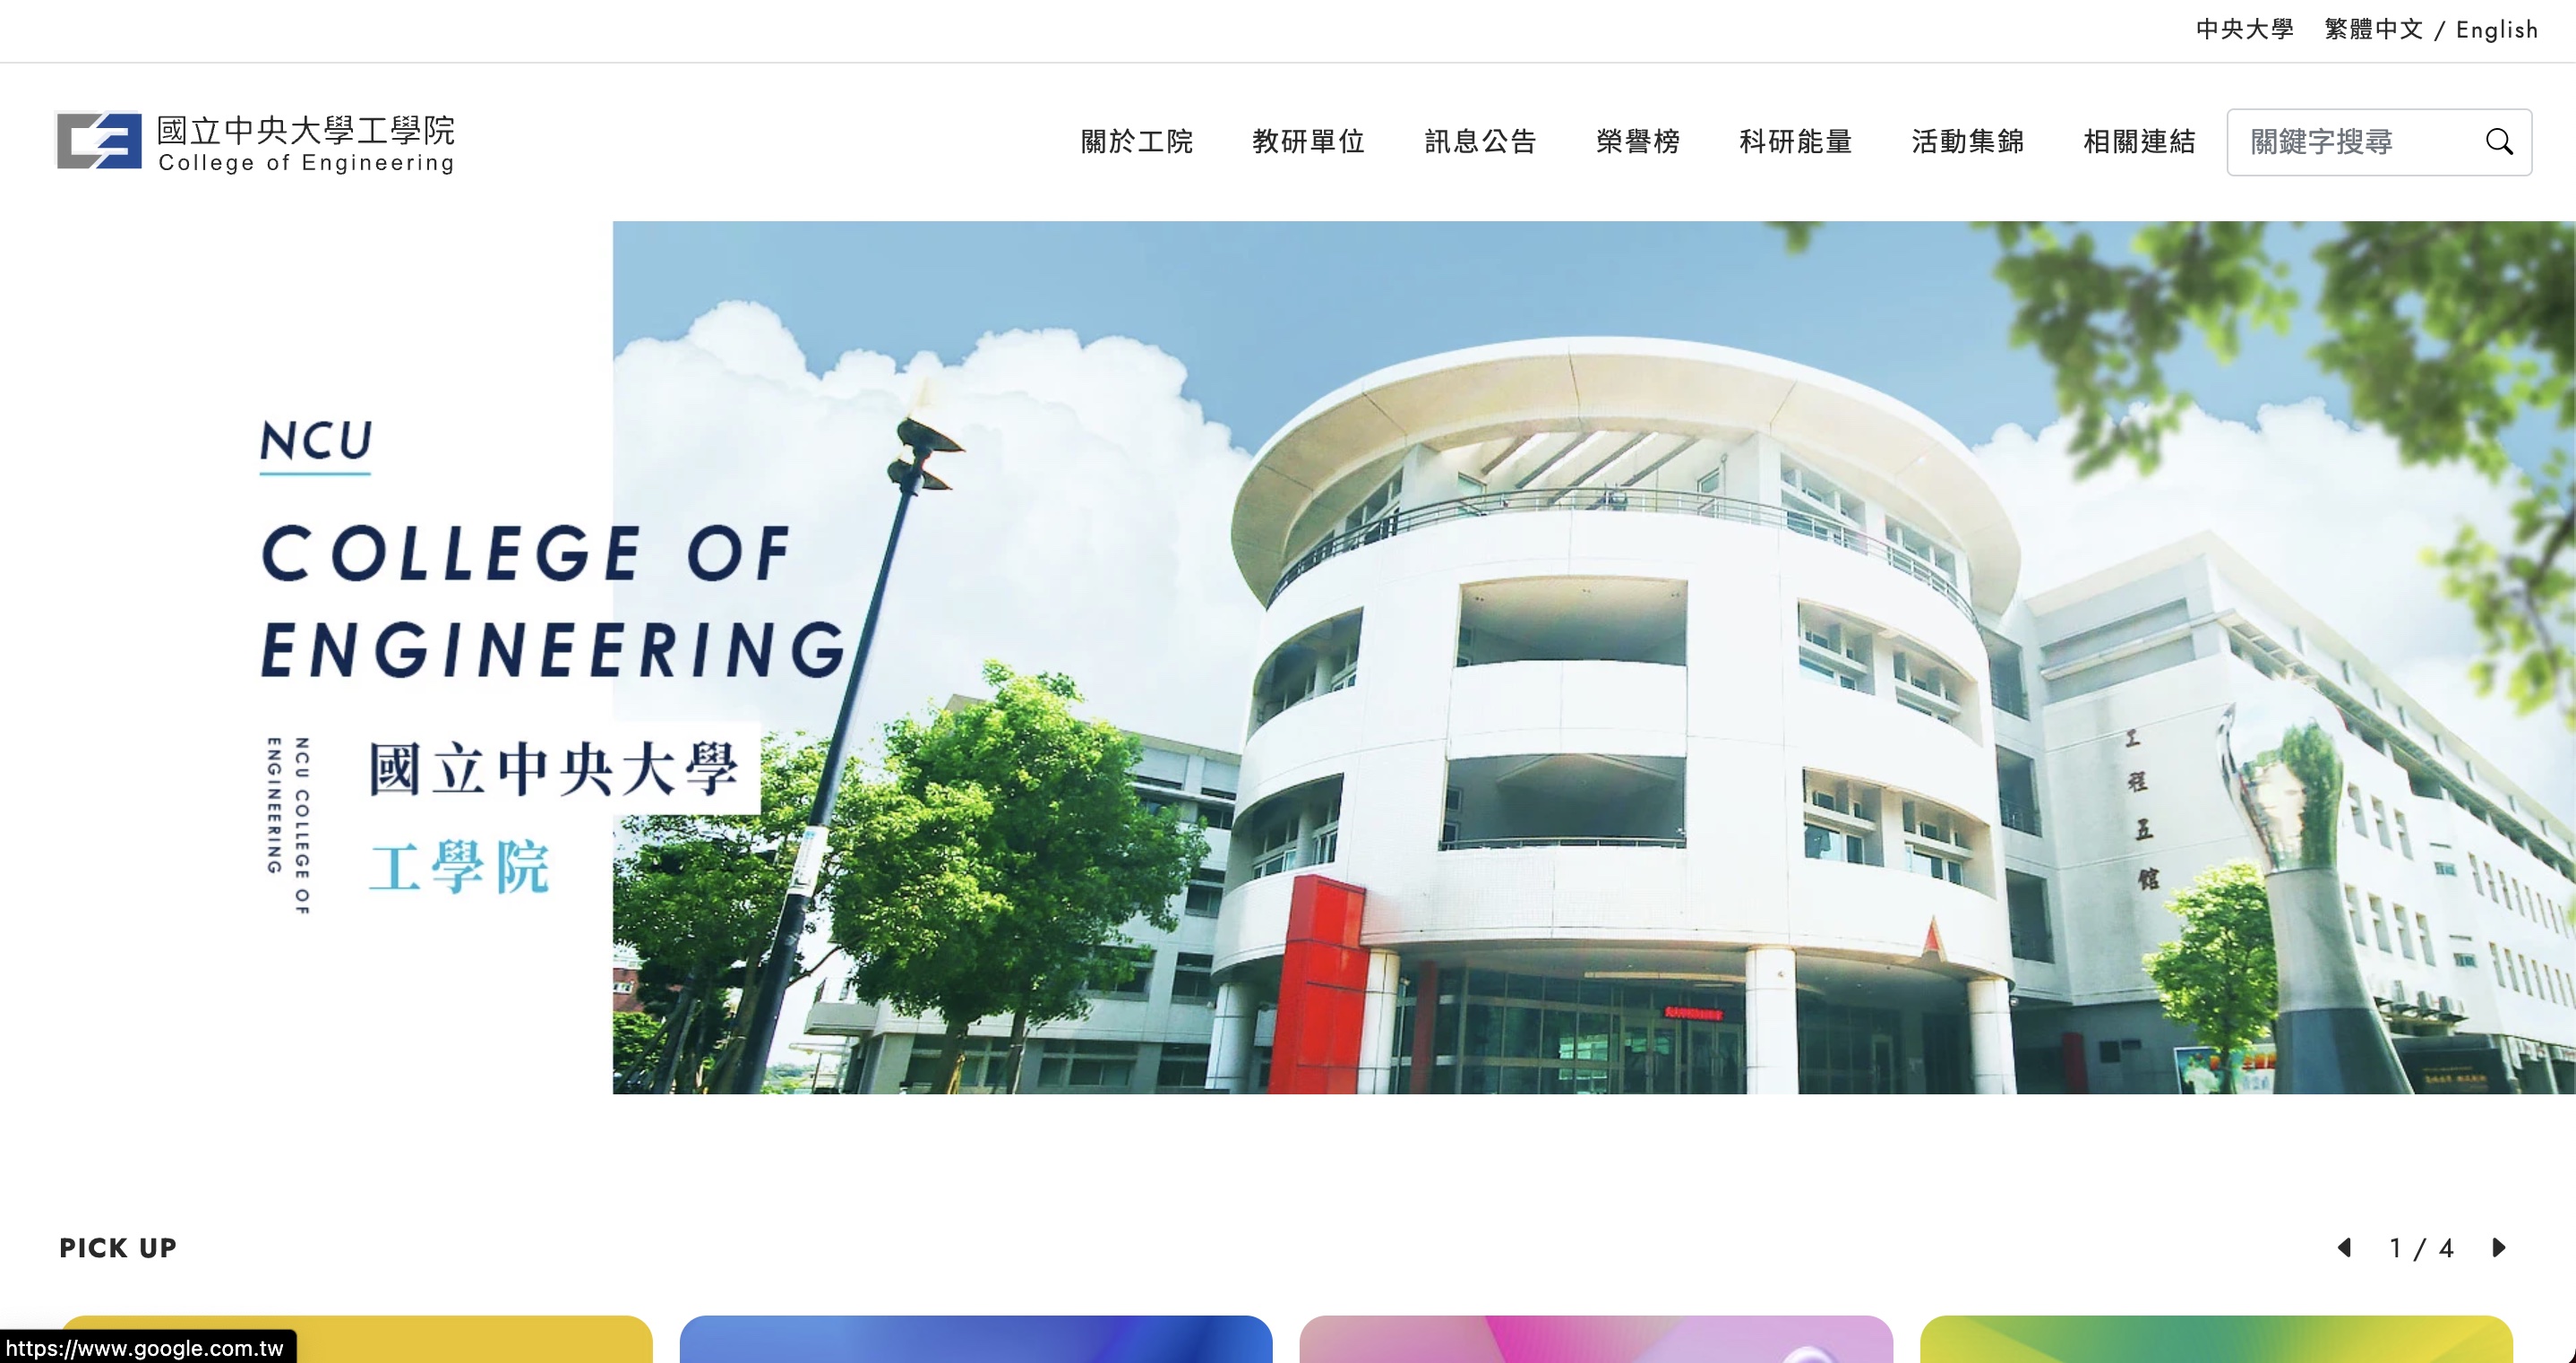 中央大學 繁體中文 / English
國立中央大學工學院
College of Engineering
關於工院 教研單位 訊息公告 榮譽榜 科研能量 活動集錦 相關連結 關鍵字搜尋
NCU
COLLEGE OF
ENGINEERING
NCU COLLEGE OF
ENGINEERING
國立中央大學
工學院
工程五館
PICK UP
1 / 4
https://www.google.com.tw